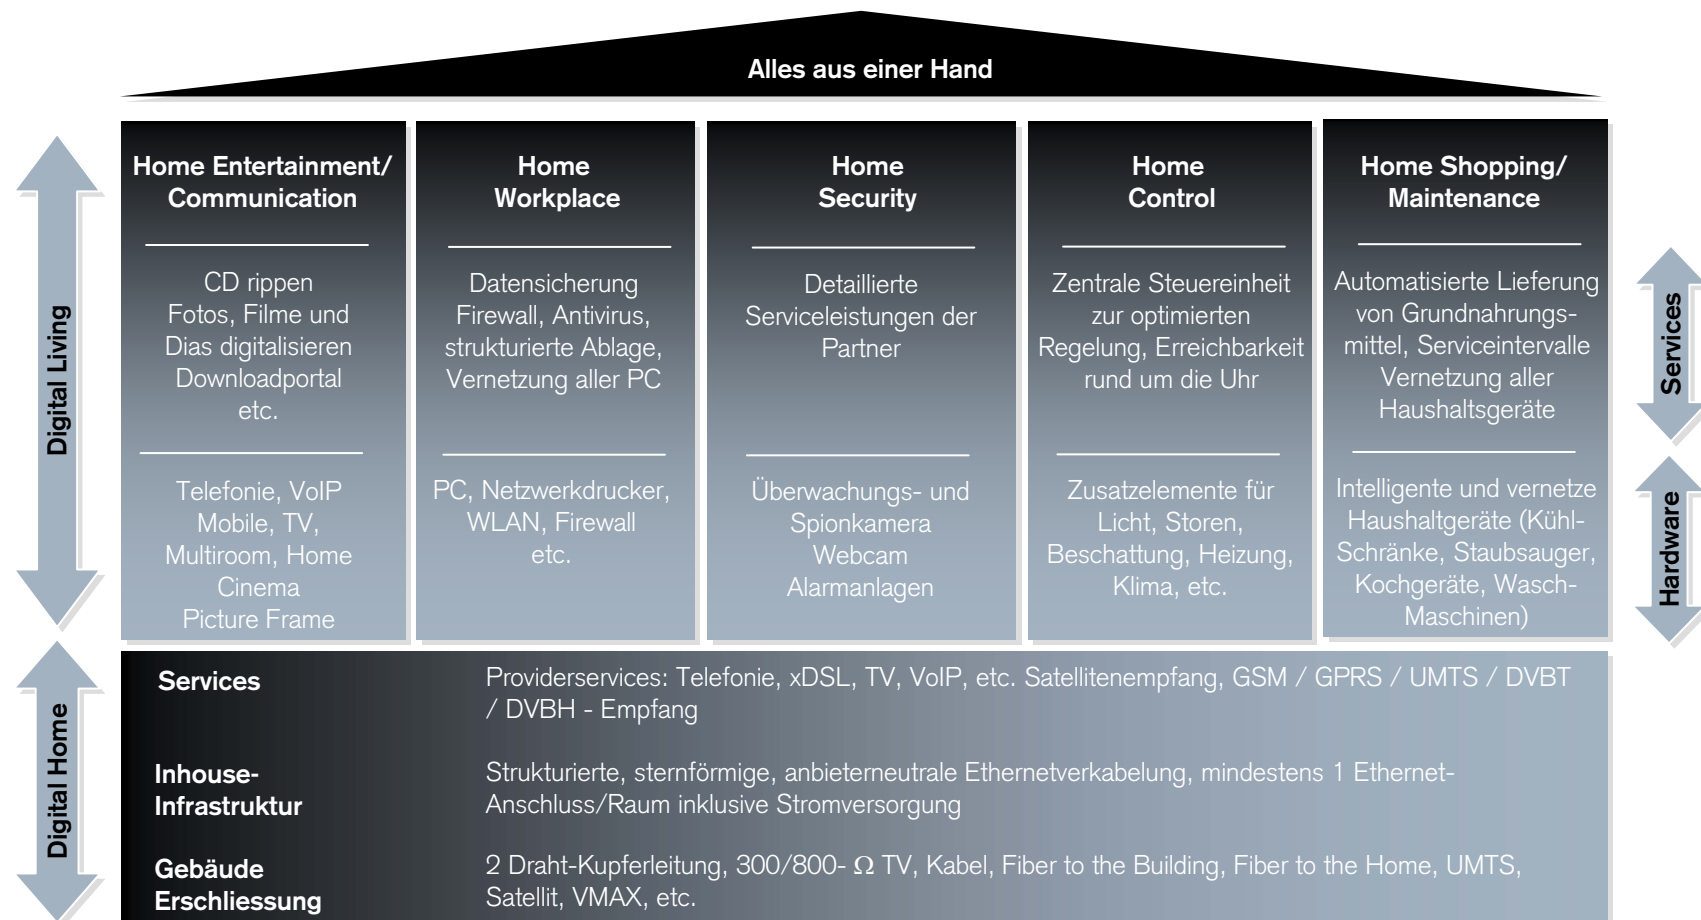 Alles aus einer Hand
Digital Living
Home Entertainment/
Communication
CD rippen
Fotos, Filme und
Dias digitalisieren
Downloadportal
etc.
Telefonie, VoIP
Mobile, TV,
Multiroom, Home
Cinema
Picture Frame
Home
Workplace
Datensicherung
Firewall, Antivirus,
strukturierte Ablage,
Vernetzung aller PC
PC, Netzwerkdrucker,
WLAN, Firewall
etc.
Home
Security
Detaillierte
Serviceleistungen der
Partner
Überwachungs- und
Spionkamera
Webcam
Alarmanlagen
Home
Control
Zentrale Steuereinheit
zur optimierten
Regelung, Erreichbarkeit
rund um die Uhr
Zusatzelemente für
Licht, Storen,
Beschattung, Heizung,
Klima, etc.
Home Shopping/
Maintenance
Automatisierte Lieferung
von Grundnahrungs-
mittel, Serviceintervalle
Vernetzung aller
Haushaltsgeräte
Intelligente und vernetze
Haushaltgeräte (Kühl-
Schränke, Staubsauger,
Kochgeräte, Wasch-
Maschinen)
Services
Hardware
Digital Home
Services
Providerservices: Telefonie, xDSL, TV, VoIP, etc. Satellitenempfang, GSM / GPRS / UMTS / DVBT
/ DVBH - Empfang
Inhouse-
Infrastruktur
Strukturierte, sternförmige, anbieterneutrale Ethernetverkabelung, mindestens 1 Ethernet-
Anschluss/Raum inklusive Stromversorgung
Gebäude
Erschliessung
2 Draht-Kupferleitung, 300/800- Ω TV, Kabel, Fiber to the Building, Fiber to the Home, UMTS,
Satellit, VMAX, etc.